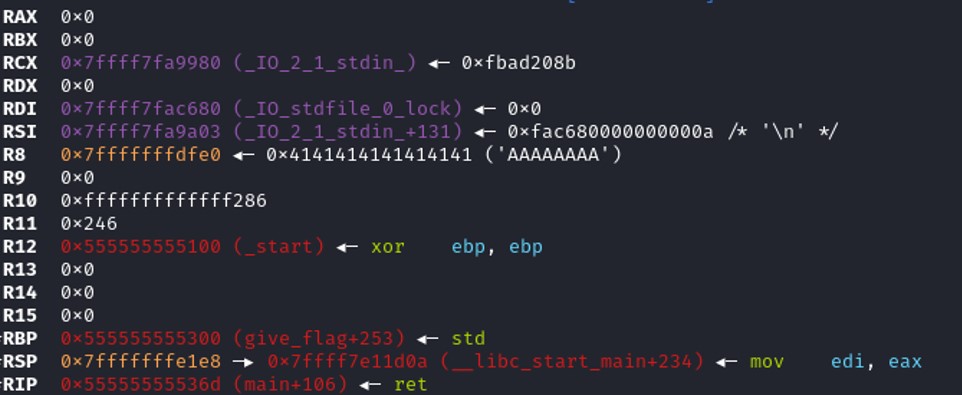 RAX 0×0
RBX 0×0
RCX 0×7ffff7fa9980 (_IO_2_1_stdin_) ◂— 0×fbad208b
RDX 0×0
RDI 0×7ffff7fac680 (_IO_stdfile_0_lock) ◂— 0×0
RSI 0×7ffff7fa9a03 (_IO_2_1_stdin_+131) ◂— 0×fac680000000000a /* '\n' */
R8 0×7fffffffdfe0 ◂— 0×4141414141414141 ('AAAAAAAA')
R9 0×0
R10 0×fffffffffffff286
R11 0×246
R12 0×555555555100 (_start) ◂— xor ebp, ebp
R13 0×0
R14 0×0
R15 0×0
RBP 0×555555555300 (give_flag+253) ◂— std
RSP 0×7fffffffe1e8 —▸ 0×7ffff7e11d0a (__libc_start_main+234) ◂— mov edi, eax
RIP 0×55555555536d (main+106) ◂— ret